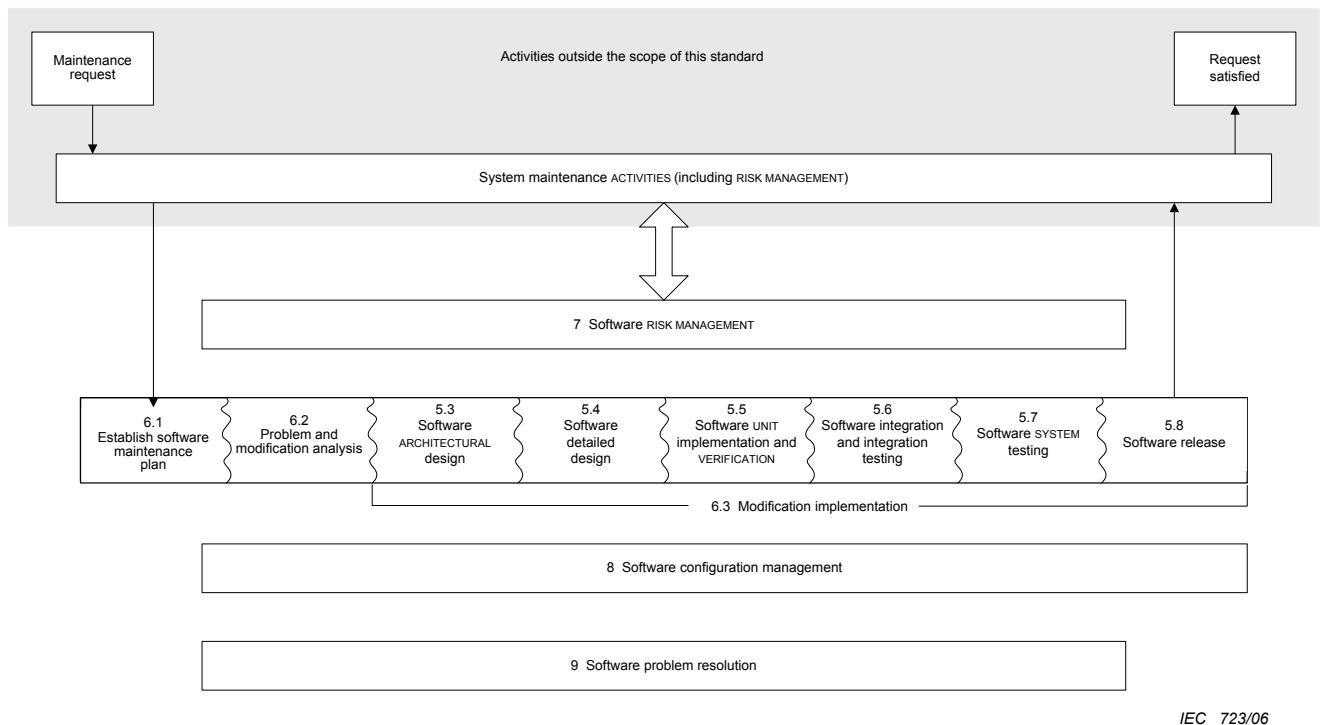 Maintenance
request
Activities outside the scope of this standard
Request
satisfied
System maintenance ACTIVITIES (including RISK MANAGEMENT)
7 Software RISK MANAGEMENT
6.1
Establish software
maintenance
plan
6.2
Problem and
modification analysis
5.3
Software
ARCHITECTURAL
design
5.4
Software
detailed
design
5.5
Software UNIT
implementation and
VERIFICATION
5.6
Software integration
and integration
testing
5.7
Software SYSTEM
testing
5.8
Software release
6.3 Modification implementation
8 Software configuration management
9 Software problem resolution
IEC 723/06